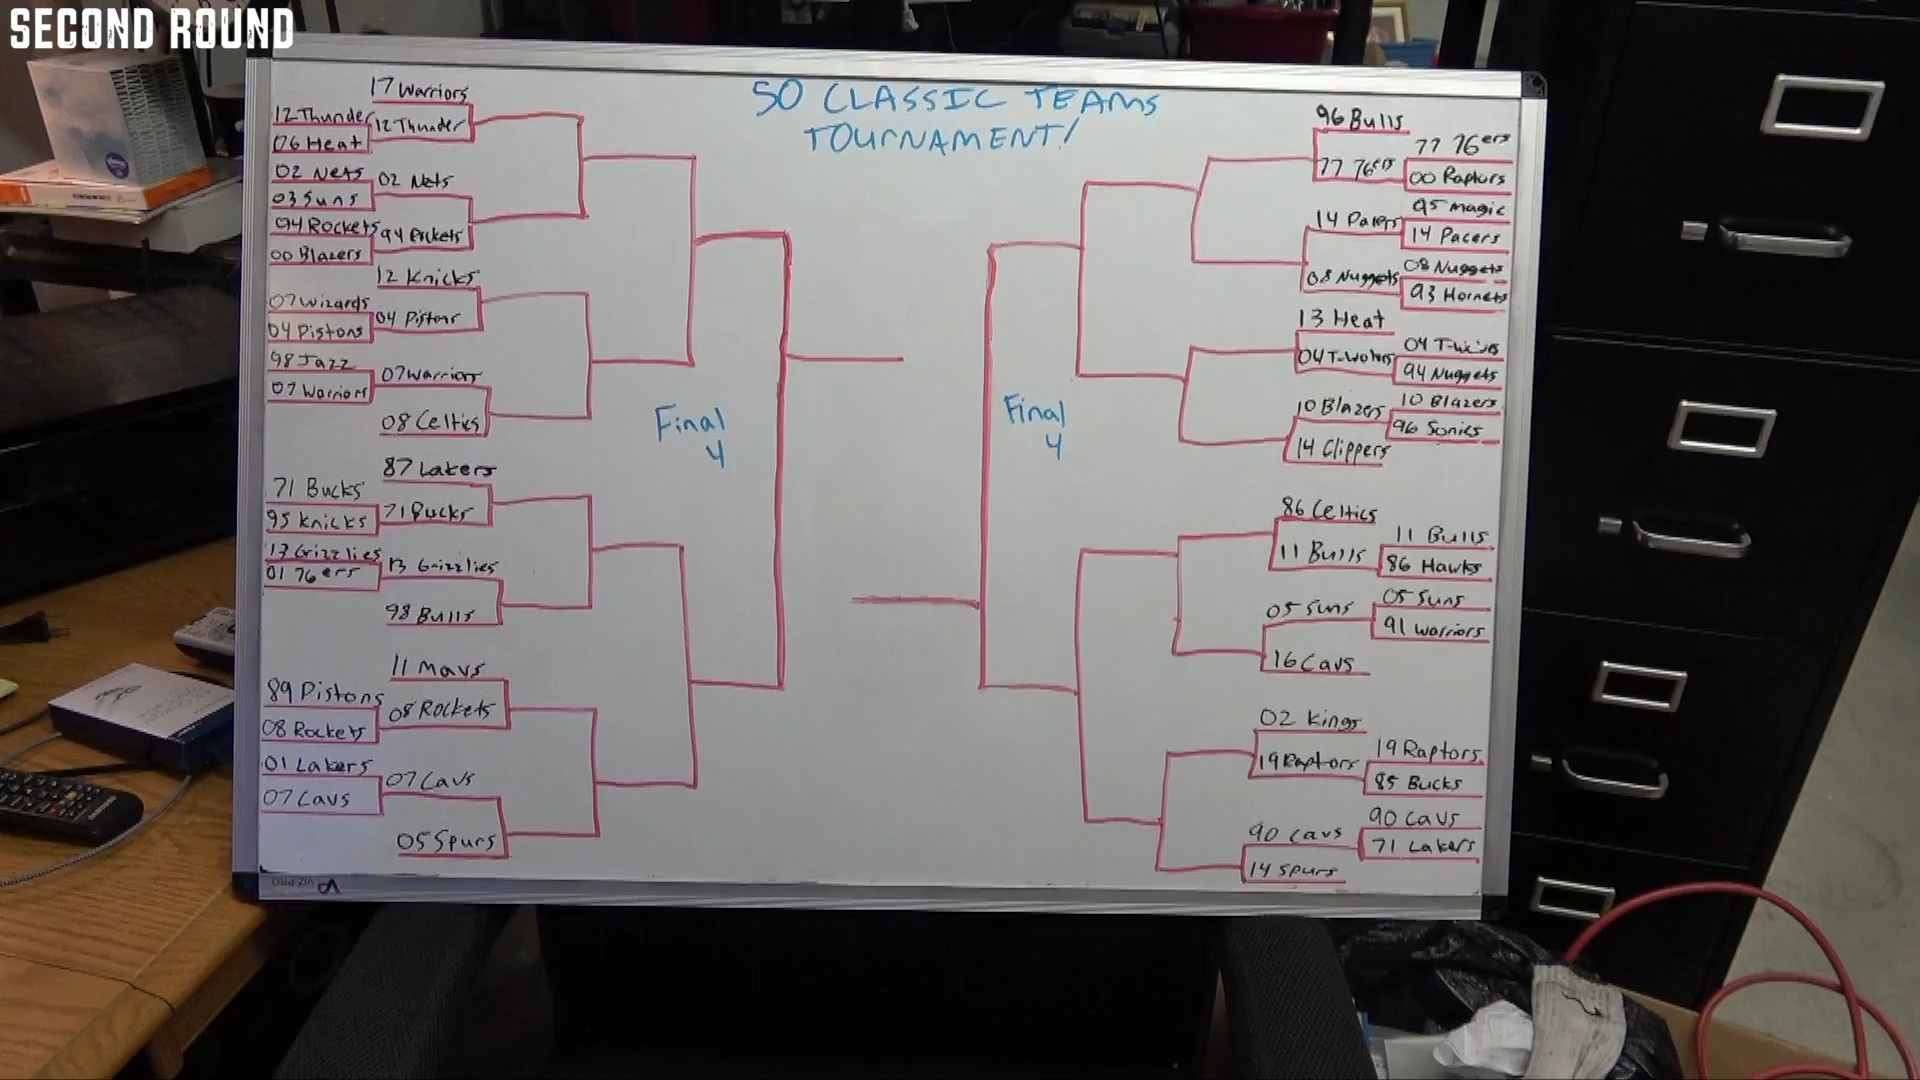 SECOND ROUND
50 CLASSIC TEAMS
TOURNAMENT!
17 Warriors
12 Thunder
12 Thunder
06 Heat
02 Nets
02 Nets
03 Suns
94 Rockets
94 Rockets
00 Blazers
12 Knicks
07 Wizards
04 Pistons
04 Pistons
98 Jazz
07 Warriors
07 Warriors
08 Celtics
87 Lakers
71 Bucks
71 Bucks
95 Knicks
13 Grizzlies
13 Grizzlies
01 76ers
98 Bulls
11 Mavs
89 Pistons
08 Rockets
08 Rockets
01 Lakers
07 Cavs
07 Cavs
05 Spurs
Final
4
Final
4
96 Bulls
77 76ers
77 76ers
00 Raptors
95 Magic
14 Pacers
14 Pacers
08 Nuggets
08 Nuggets
93 Hornets
13 Heat
04 T-Wolves
04 T-Wolves
94 Nuggets
10 Blazers
10 Blazers
96 Sonics
14 Clippers
86 Celtics
11 Bulls
11 Bulls
86 Hawks
05 Suns
05 Suns
91 Warriors
16 Cavs
02 Kings
19 Raptors
19 Raptors
85 Bucks
90 Cavs
90 Cavs
71 Lakers
14 Spurs